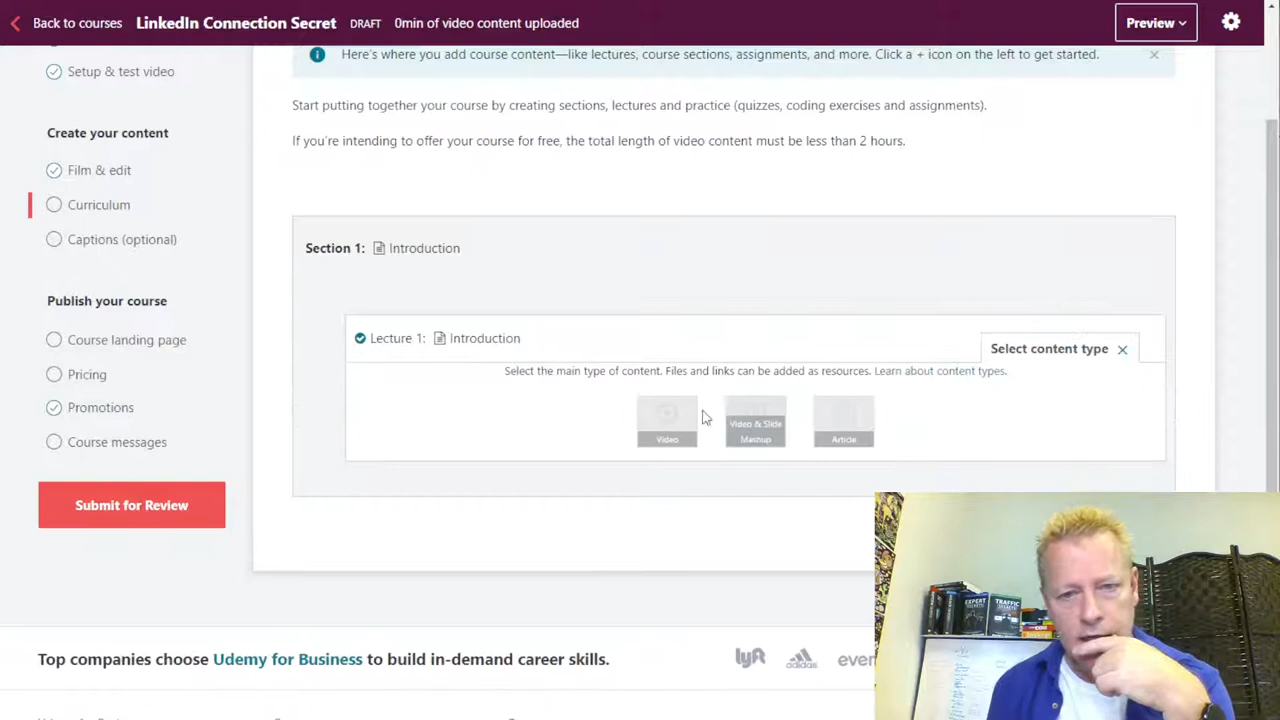 Back to courses LinkedIn Connection Secret DRAFT 0min of video content uploaded Preview
Setup & test video
Create your content
Film & edit
Curriculum
Captions (optional)
Publish your course
Course landing page
Pricing
Promotions
Course messages
Submit for Review
Here's where you add course content—like lectures, course sections, assignments, and more. Click a + icon on the left to get started.
Start putting together your course by creating sections, lectures and practice (quizzes, coding exercises and assignments).
If you're intending to offer your course for free, the total length of video content must be less than 2 hours.
Section 1: Introduction
Lecture 1: Introduction
Select content type
Select the main type of content. Files and links can be added as resources. Learn about content types.
Video
Video & Slide
Mashup
Article
Top companies choose Udemy for Business to build in-demand career skills.
lyft
adidas
EXPERT
SECRETS
TRAFFIC
SECRETS